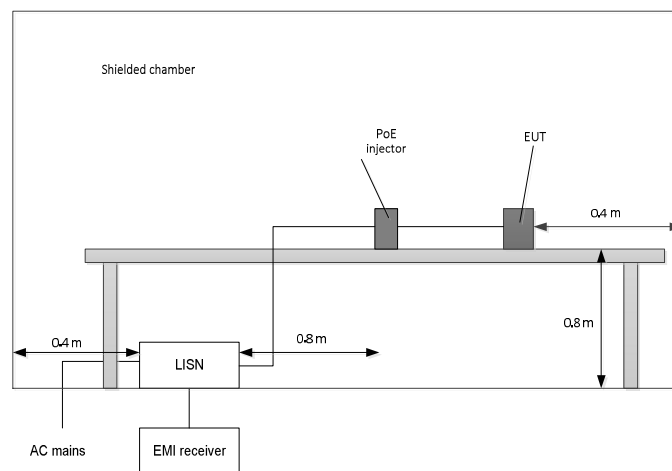 Shielded chamber
PoE
injector
EUT
0.4 m
0.8 m
0.4 m
0.8 m
LISN
AC mains
EMI receiver